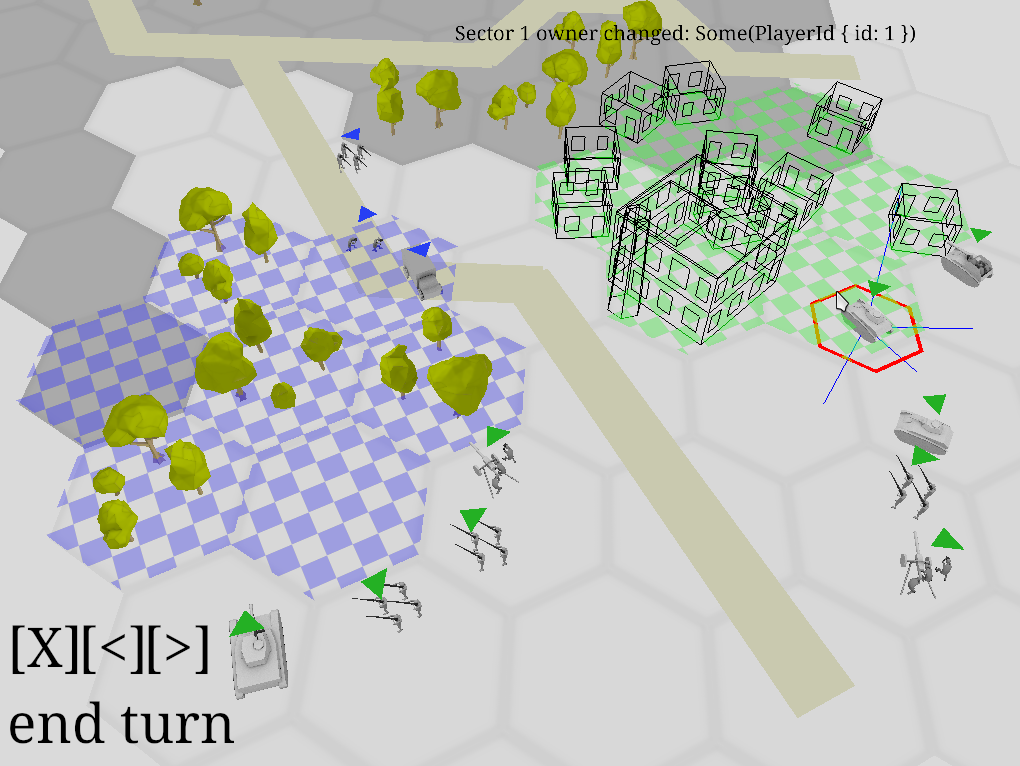 Sector 1 owner changed: Some(PlayerId { id: 1 })
[X][<][>]
end turn